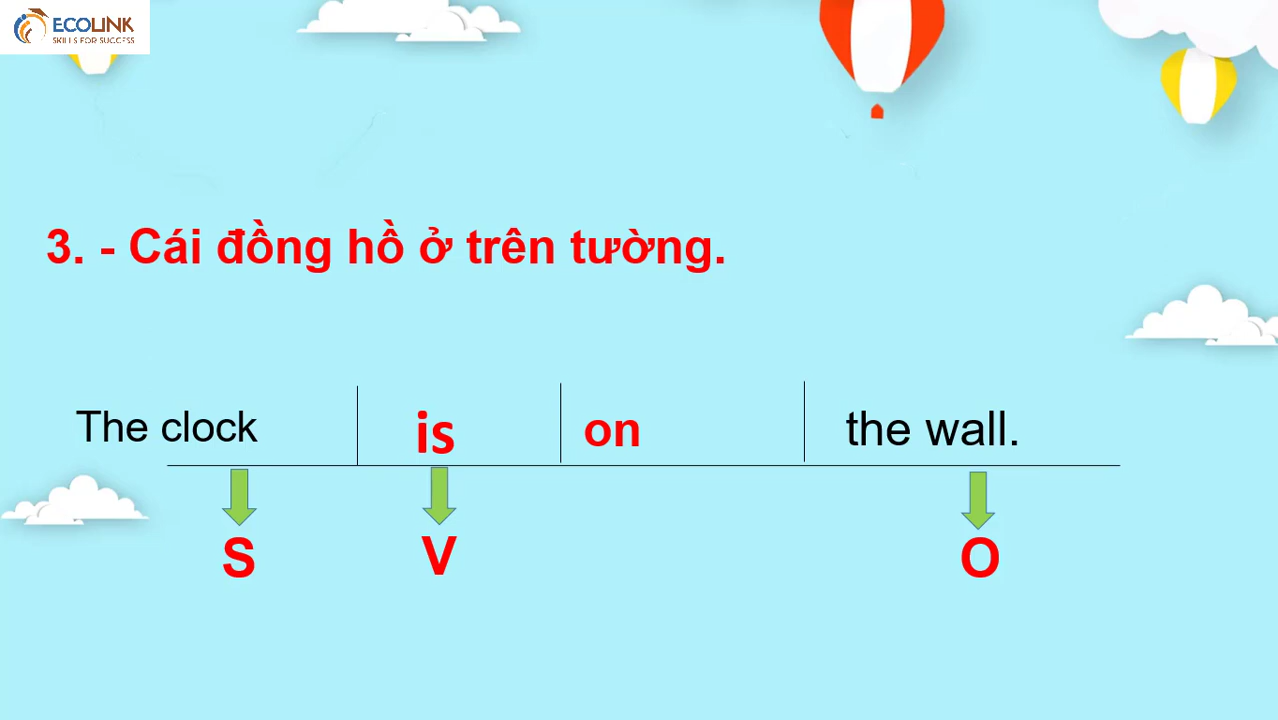 ECOLINK
SKILLS FOR SUCCESS
3. - Cái đồng hồ ở trên tường.
The clock is on the wall.
S V O